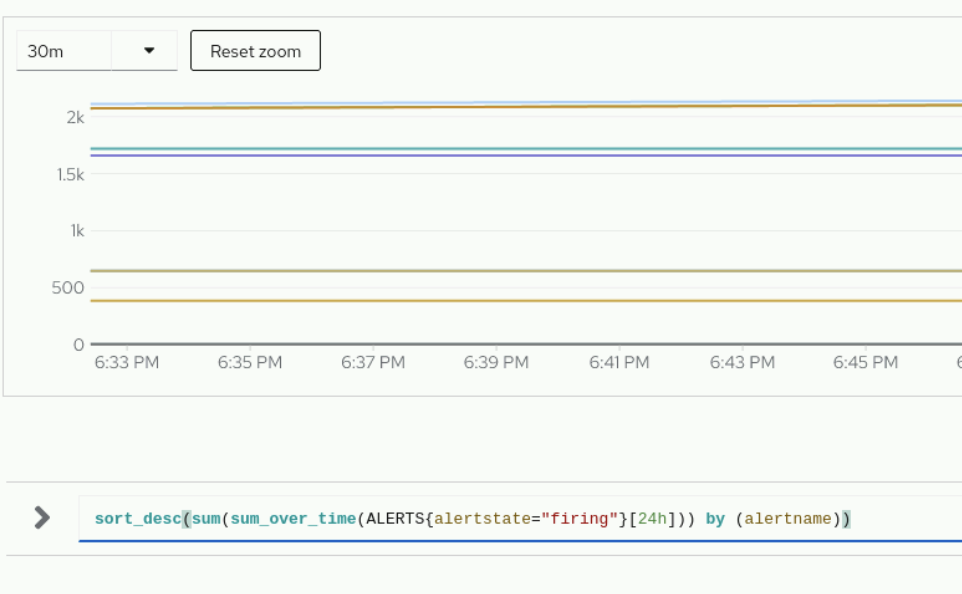 30m
Reset zoom
2k
1.5k
1k
500
0
6:33 PM 6:35 PM 6:37 PM 6:39 PM 6:41 PM 6:43 PM 6:45 PM
sort_desc(sum(sum_over_time(ALERTS{alertstate="firing"}[24h])) by (alertname))